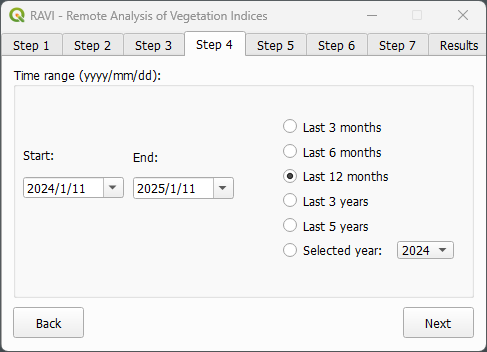 RAVI - Remote Analysis of Vegetation Indices
Step 1 Step 2 Step 3 Step 4 Step 5 Step 6 Step 7 Results
Time range (yyyy/mm/dd):
Last 3 months
Last 6 months
Start: End:
Last 12 months
2024/1/11 2025/1/11
Last 3 years
Last 5 years
Selected year: 2024
Back Next